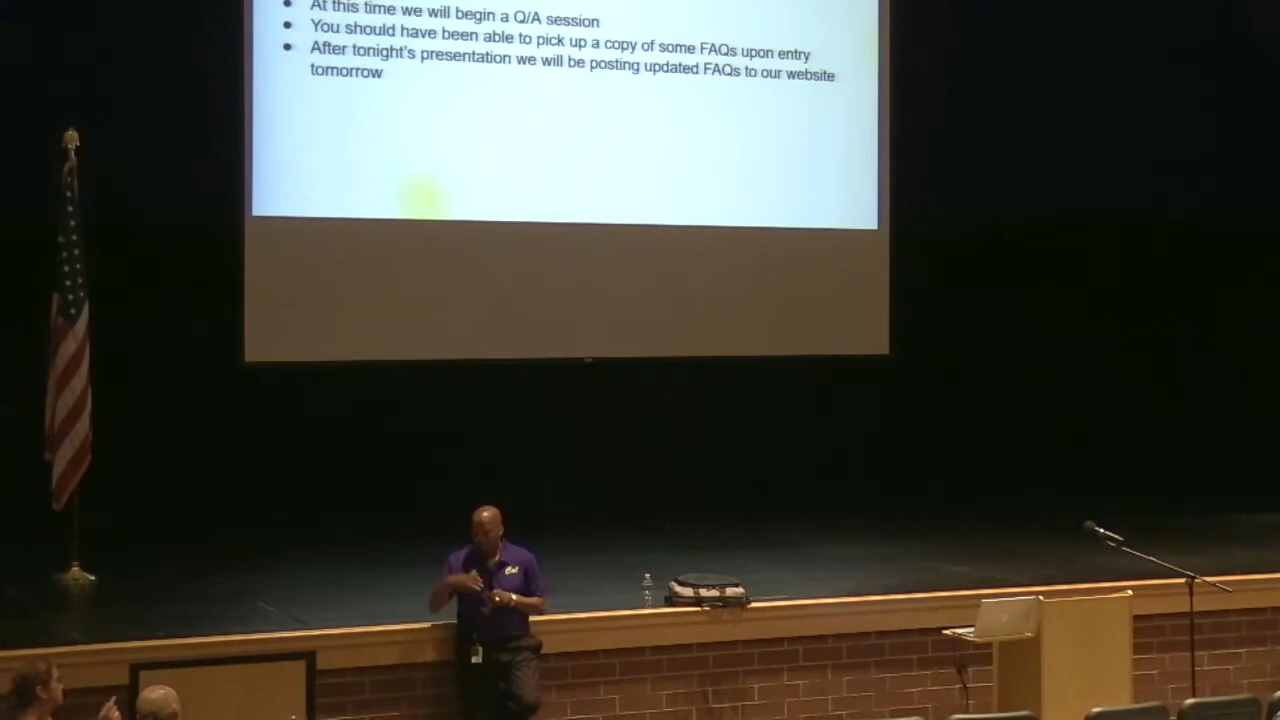 At this time we will begin a Q/A session
You should have been able to pick up a copy of some FAQs upon entry
After tonight's presentation we will be posting updated FAQs to our website
tomorrow
Cal